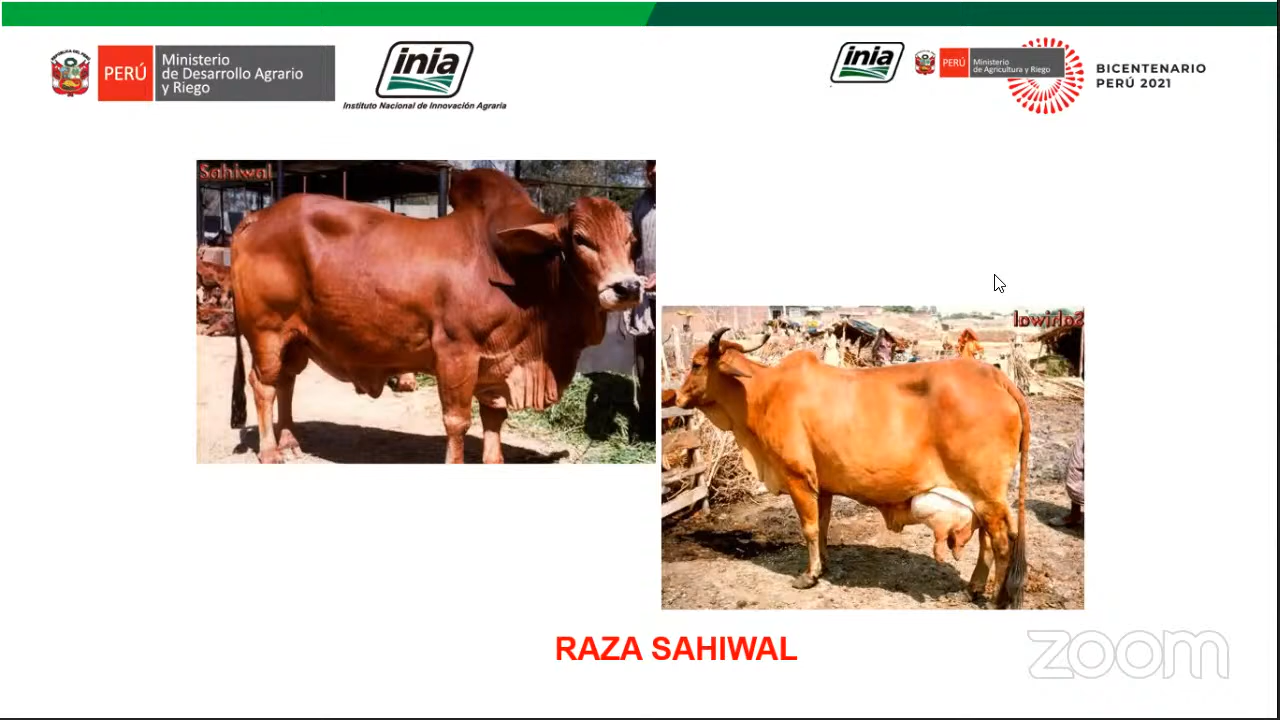 PERÚ
Ministerio
de Desarrollo Agrario
y Riego
inia
Instituto Nacional de Innovación Agraria
inia
PERÚ
Ministerio
de Agricultura y Riego
BICENTENARIO
PERÚ 2021
Sahiwal
Sahiwal
RAZA SAHIWAL
zoom